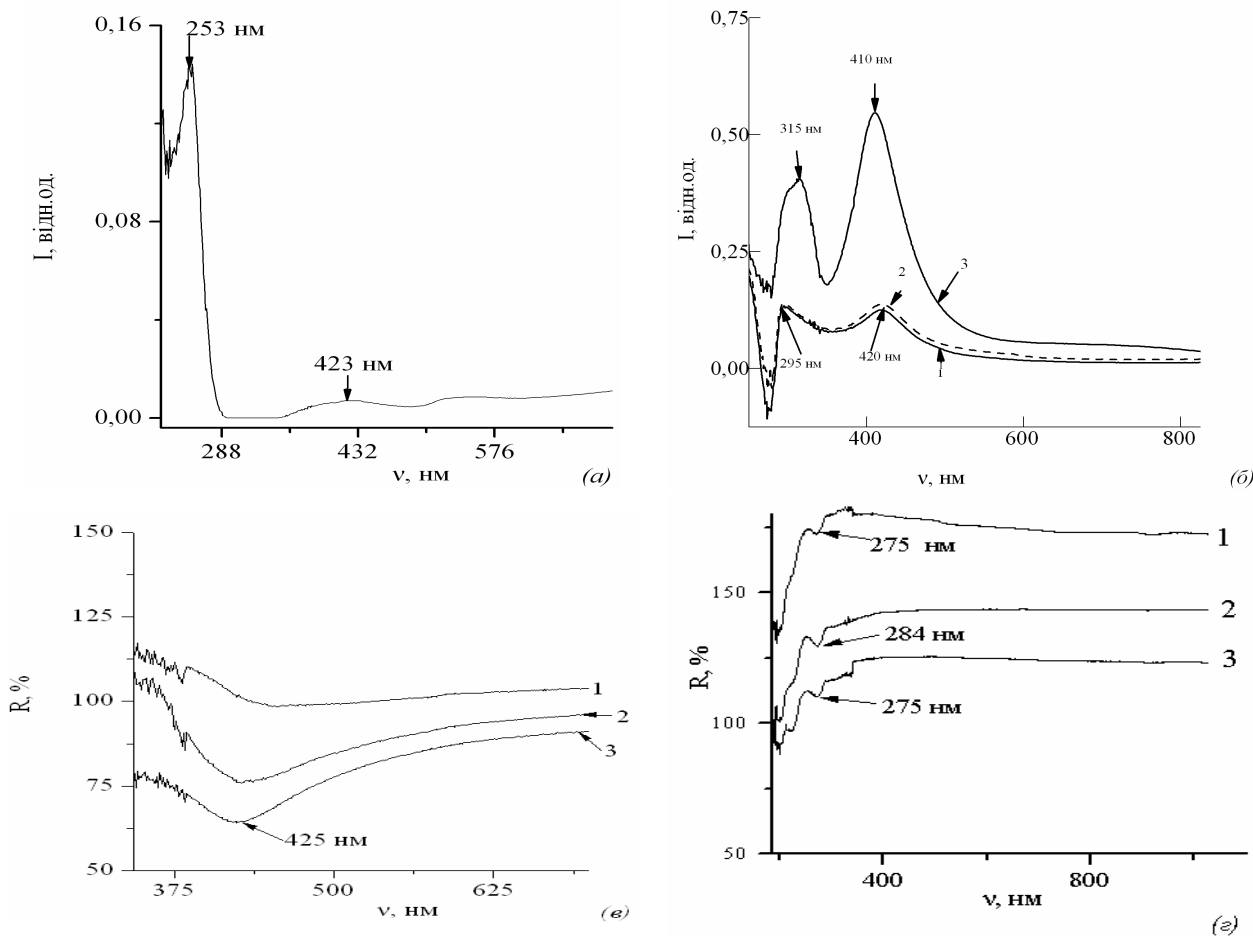 0,16
253 нм
0,08
I, відн.од.
423 нм
0,00
288 432 576
ν, нм
(а)
0,75
410 нм
0,50
315 нм
I, відн.од.
0,25
3
2
0,00
295 нм
420 нм
1
400 600 800
ν, нм
(б)
150
125
R, %
100
1
2
3
75
425 нм
50
375 500 625
ν, нм
(в)
1
275 нм
150
2
284 нм
R, %
3
275 нм
100
50
400 800
ν, нм
(г)